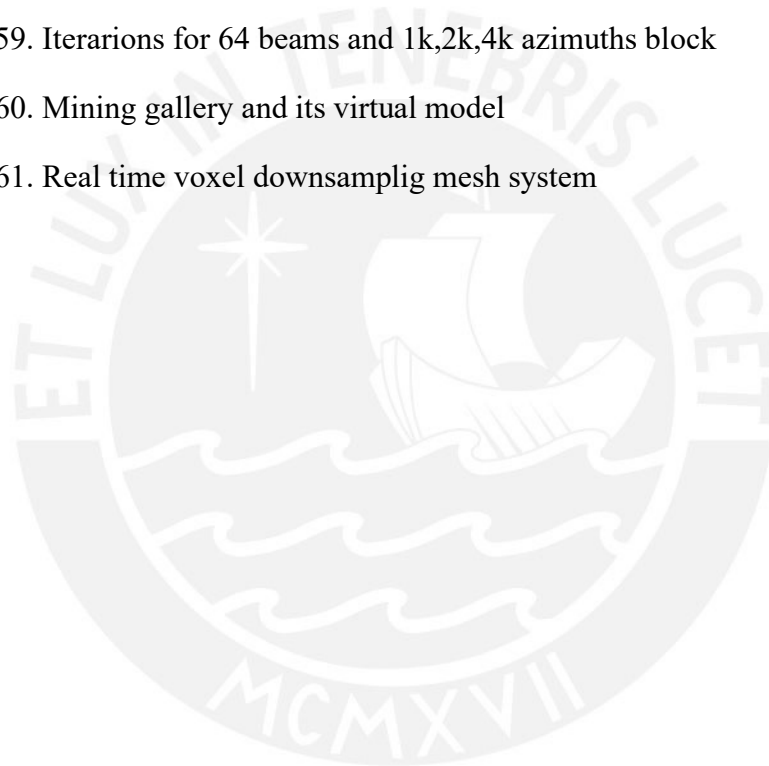 59. Iterarions for 64 beams and 1k,2k,4k azimuths block
60. Mining gallery and its virtual model
61. Real time voxel downsamplig mesh system
ET LUX IN TENEBRIS LUCET
MCMXVII